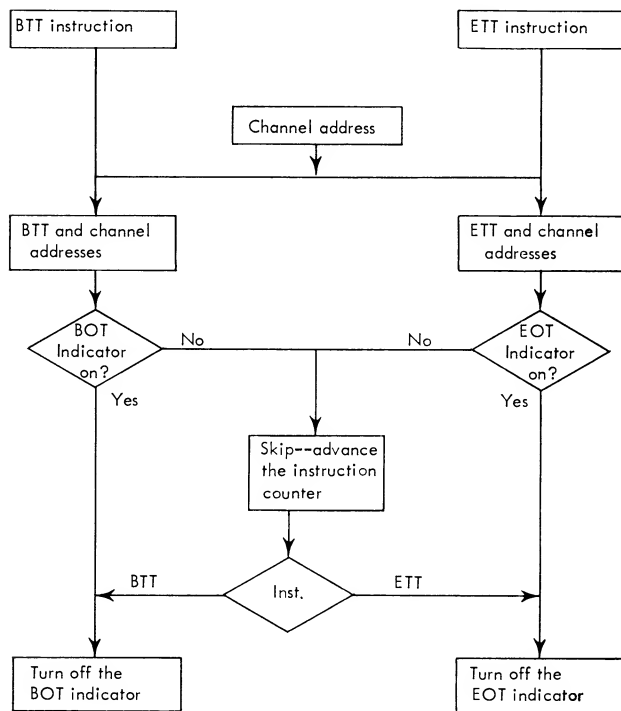 BTT instruction
ETT instruction
Channel address
BTT and channel
addresses
ETT and channel
addresses
BOT
Indicator
on?
No
No
EOT
Indicator
on?
Yes
Yes
Skip--advance
the instruction
counter
BTT
Inst.
ETT
Turn off the
BOT indicator
Turn off the
EOT indicator